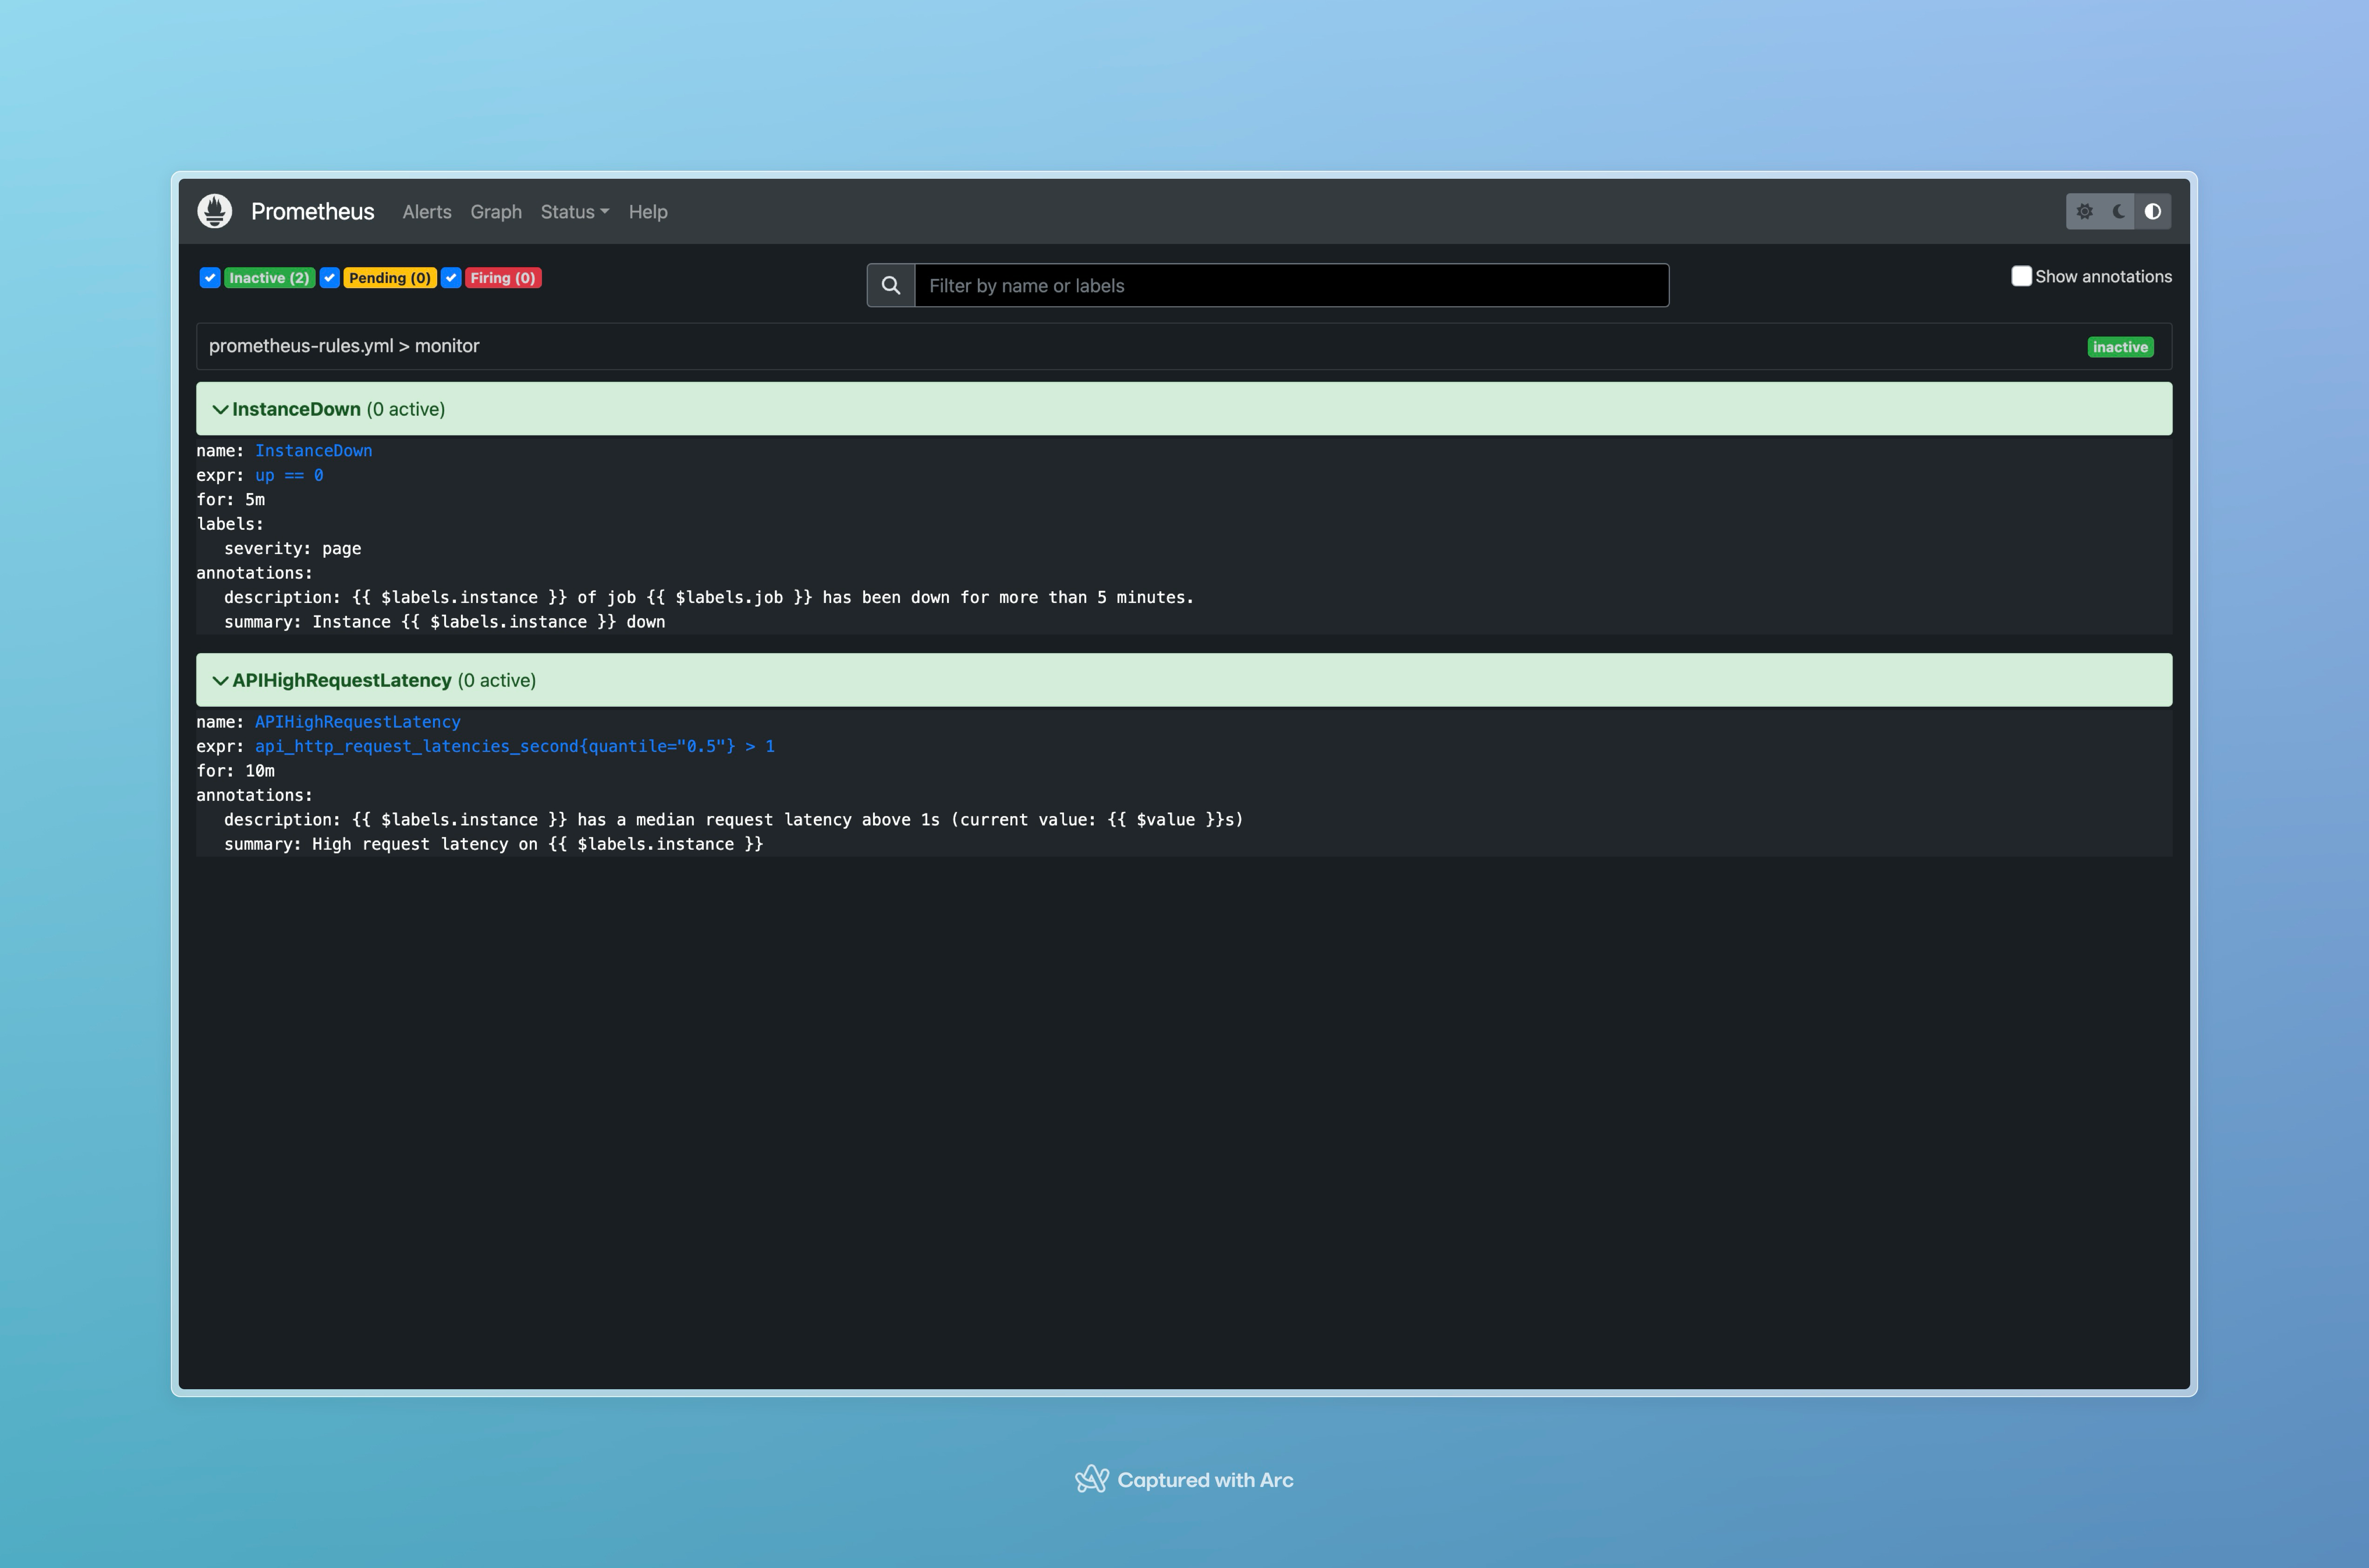 Prometheus Alerts Graph Status Help
Inactive (2) Pending (0) Firing (0) Filter by name or labels Show annotations
prometheus-rules.yml > monitor inactive
InstanceDown (0 active)
name: InstanceDown
expr: up == 0
for: 5m
labels:
severity: page
annotations:
description: {{ $labels.instance }} of job {{ $labels.job }} has been down for more than 5 minutes.
summary: Instance {{ $labels.instance }} down
APIHighRequestLatency (0 active)
name: APIHighRequestLatency
expr: api_http_request_latencies_second{quantile="0.5"} > 1
for: 10m
annotations:
description: {{ $labels.instance }} has a median request latency above 1s (current value: {{ $value }}s)
summary: High request latency on {{ $labels.instance }}
Captured with Arc